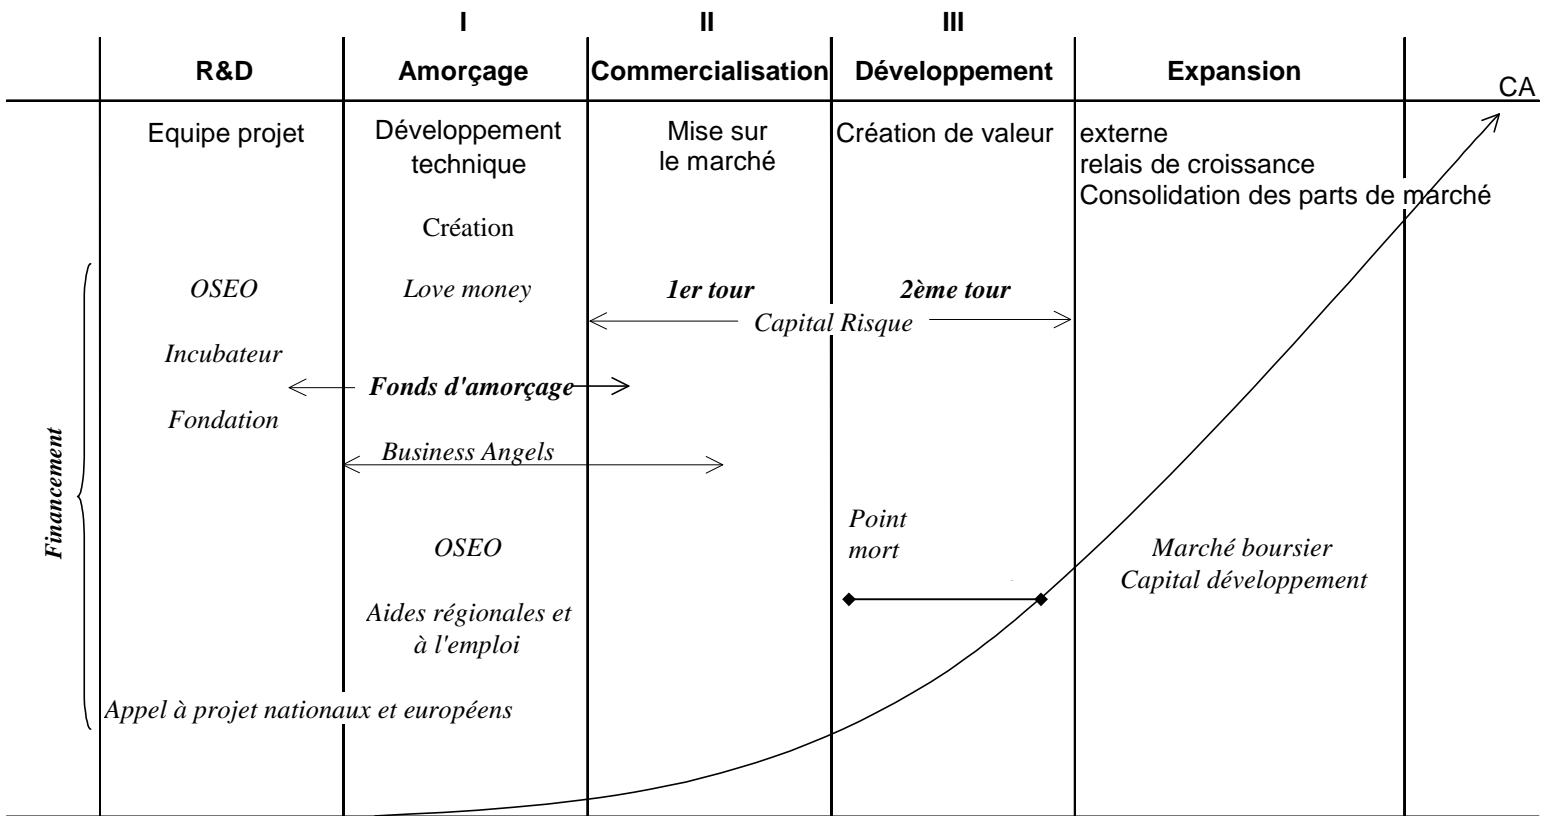 I II III
R&D Amorçage Commercialisation Développement Expansion
CA
Equipe projet
Développement
technique
Mise sur
le marché
Création de valeur
externe
relais de croissance
Consolidation des parts de marché
Création
OSEO
Love money
1er tour
2ème tour
Capital Risque
Incubateur
Fonds d'amorçage
Fondation
Business Angels
Financement
Point
mort
OSEO
Marché boursier
Capital développement
Aides régionales et
à l'emploi
Appel à projet nationaux et européens